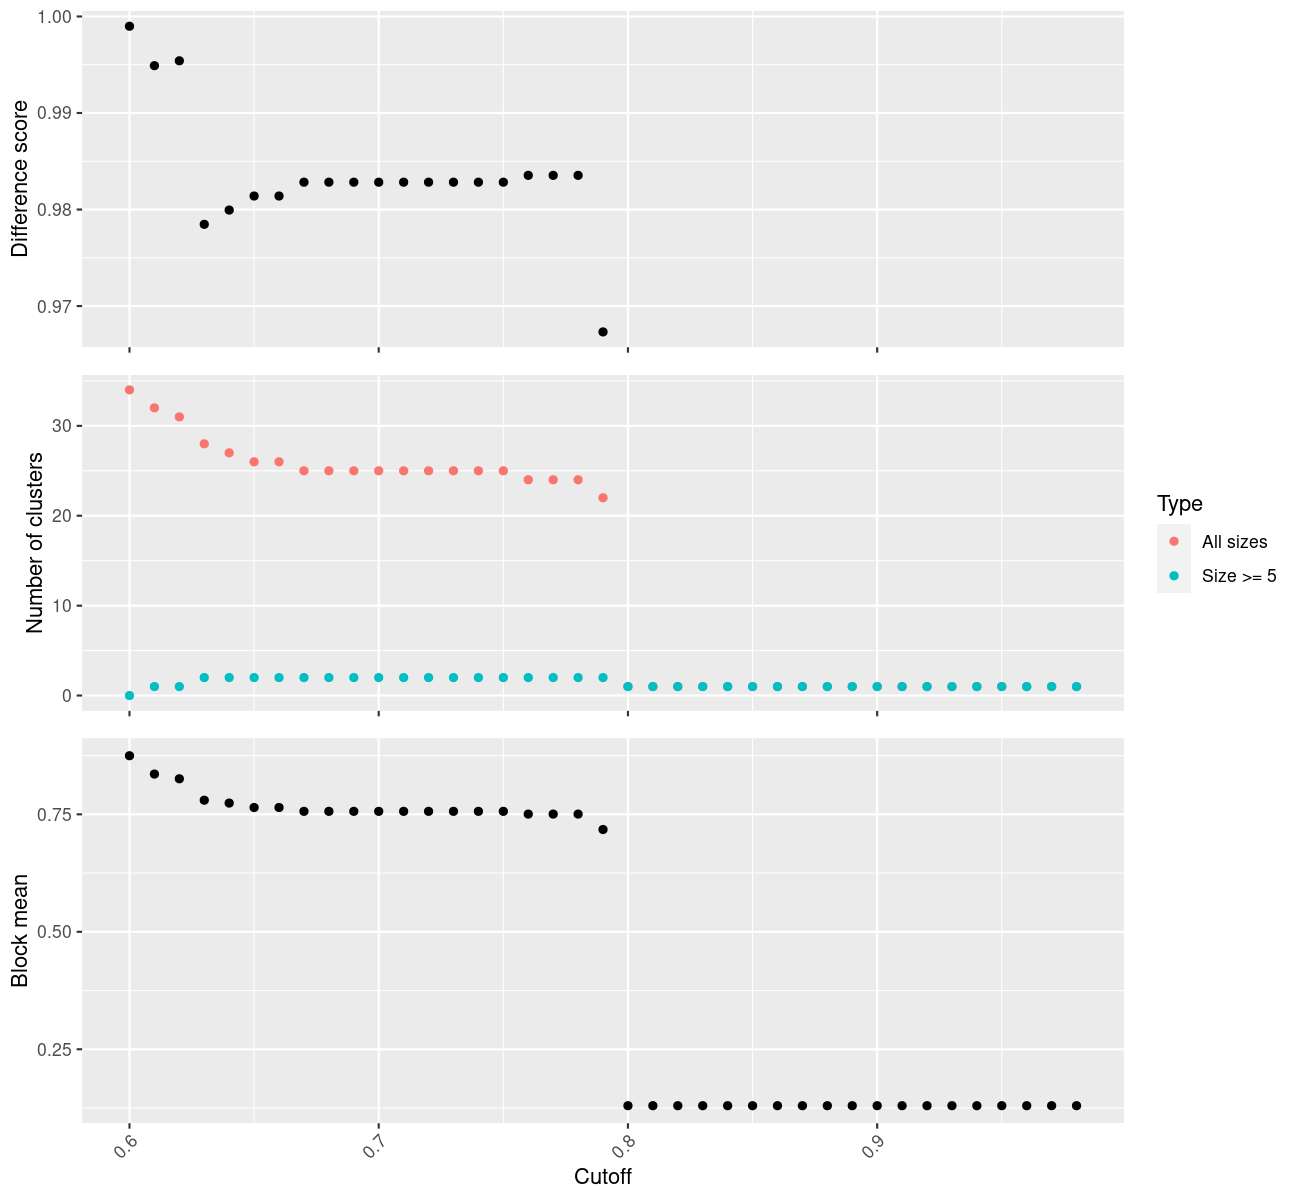 Difference score
1.00
0.99
0.98
0.97
Number of clusters
30
20
10
0
Type
All sizes
Size >= 5
Block mean
0.75
0.50
0.25
0.6
0.7
0.8
0.9
Cutoff